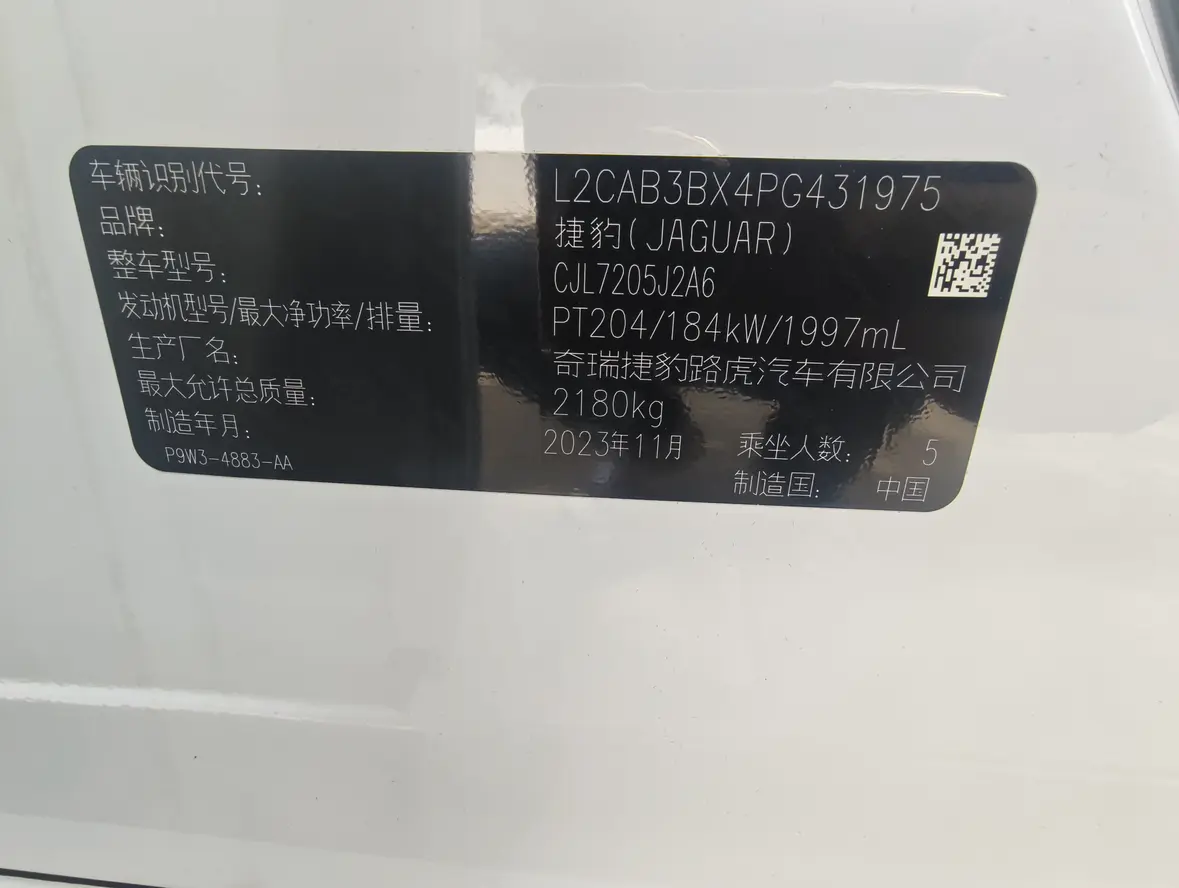 车辆识别代号: L2CAB3BX4PG431975
品牌: 捷豹(JAGUAR)
整车型号: CJL7205J2A6
发动机型号/最大净功率/排量: PT204/184kW/1997mL
生产厂名: 奇瑞捷豹路虎汽车有限公司
最大允许总质量: 2180kg
制造年月: 2023年11月 乘坐人数: 5
P9W3-4883-AA 制造国: 中国